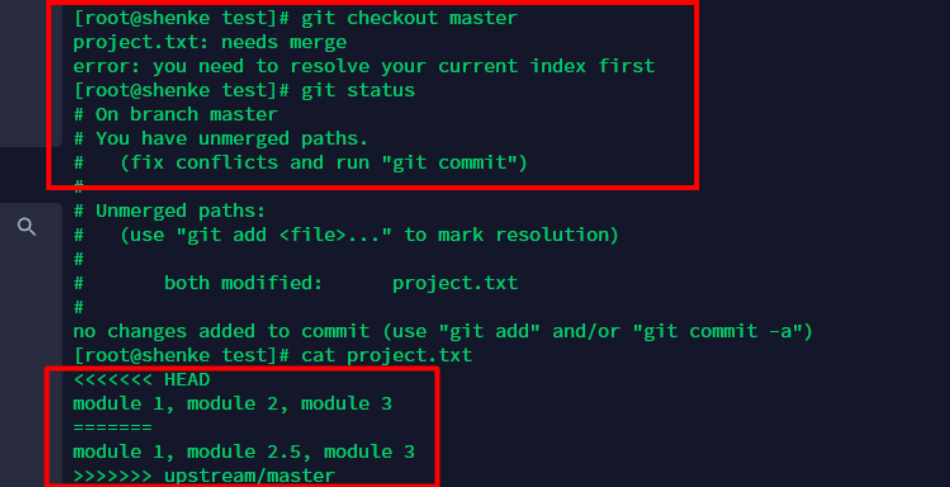 [root@shenke test]# git checkout master
project.txt: needs merge
error: you need to resolve your current index first
[root@shenke test]# git status
# On branch master
# You have unmerged paths.
#   (fix conflicts and run "git commit")
#
# Unmerged paths:
#   (use "git add <file>..." to mark resolution)
#
#       both modified:      project.txt
#
no changes added to commit (use "git add" and/or "git commit -a")
[root@shenke test]# cat project.txt
<<<<<<< HEAD
module 1, module 2, module 3
=======
module 1, module 2.5, module 3
>>>>>>> upstream/master